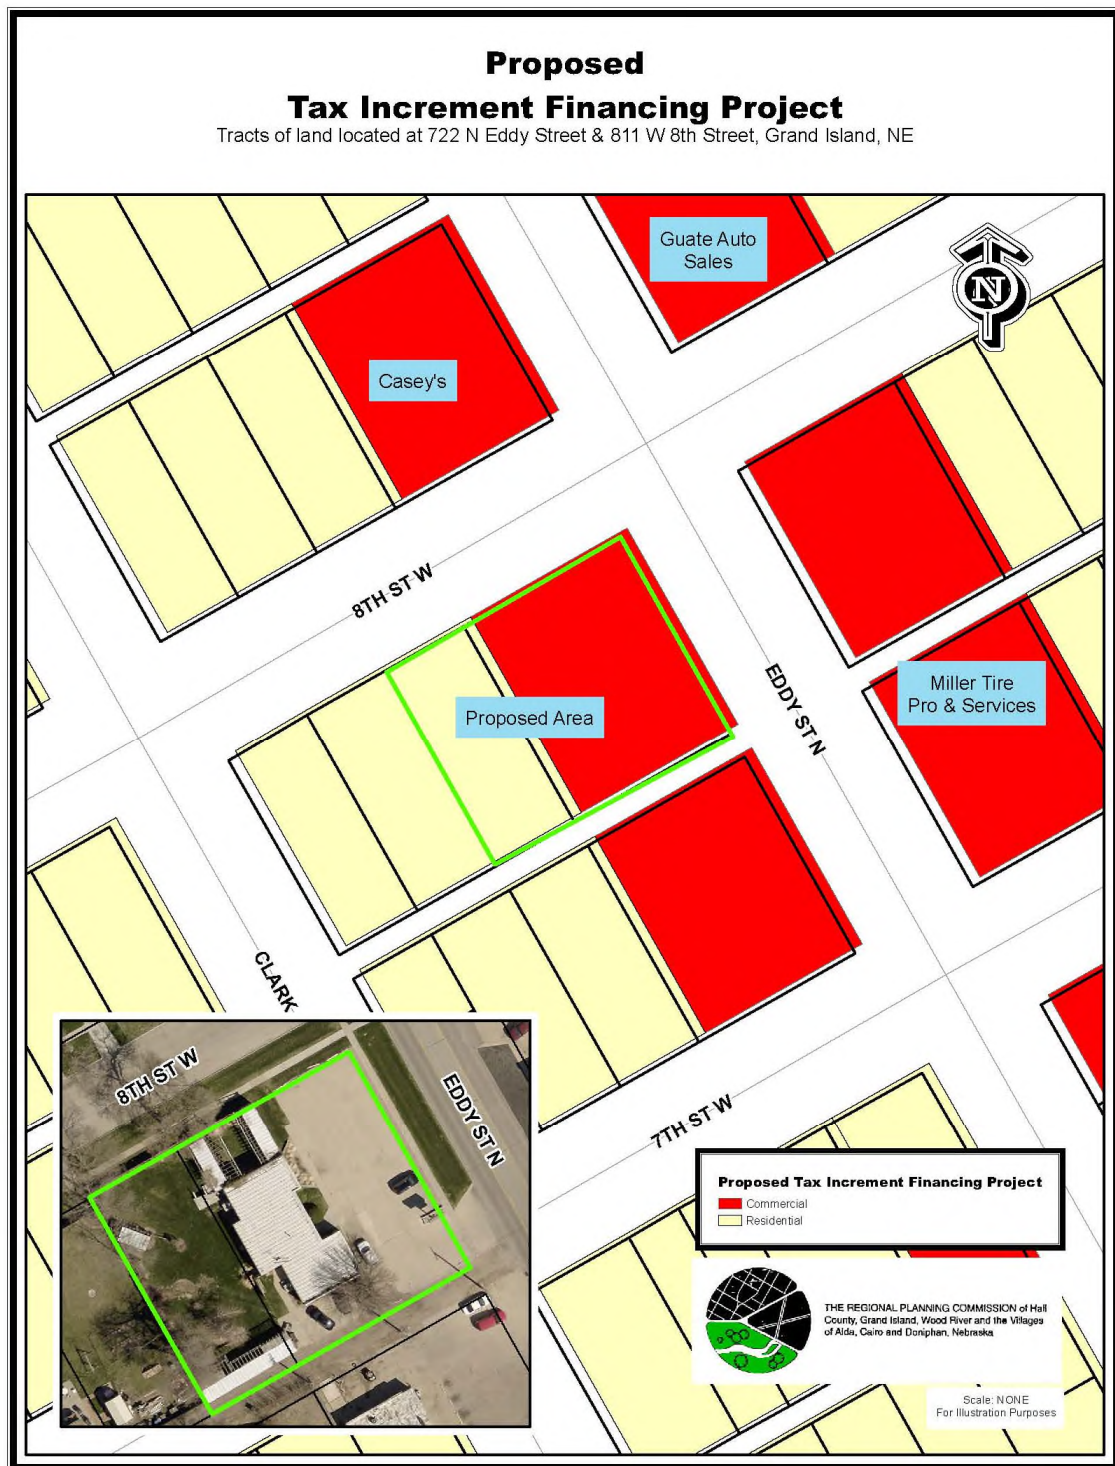 Proposed
Tax Increment Financing Project
Tracts of land located at 722 N Eddy Street & 811 W 8th Street, Grand Island, NE
Guate Auto
Sales
N
Casey's
8TH ST W
EDDY ST N
Miller Tire
Pro & Services
Proposed Area
CLARK
8TH ST W
EDDY ST N
7TH ST W
Proposed Tax Increment Financing Project
Commercial
Residential
THE REGIONAL PLANNING COMMISSION of Hall
County, Grand Island, Wood River and the Villages
of Alda, Cairo and Doniphan, Nebraska
Scale: NONE
For Illustration Purposes